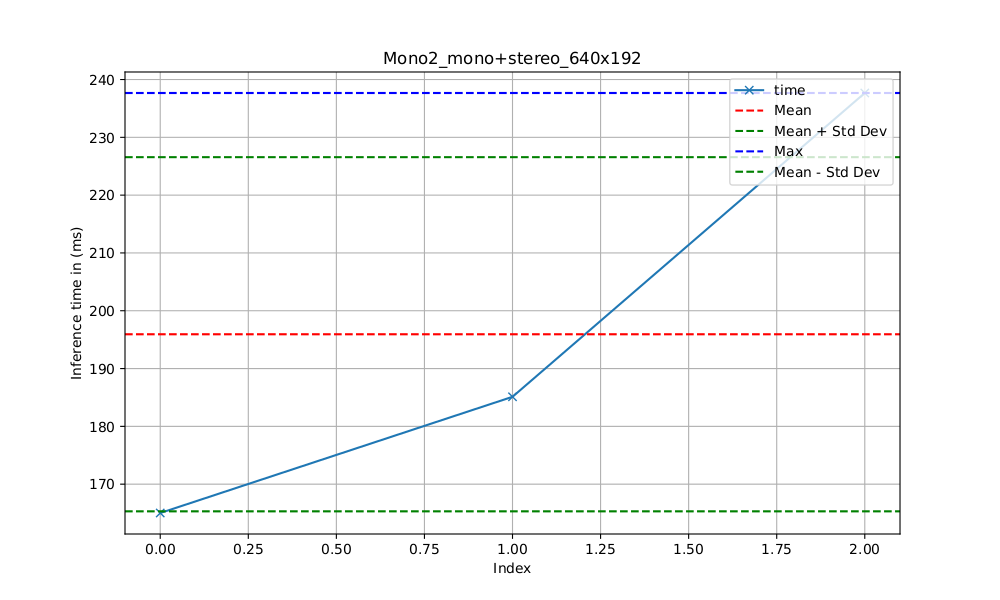 Mono2_mono+stereo_640x192
240
230
220
210
200
190
180
170
Inference time in (ms)
time
Mean
Mean + Std Dev
Max
Mean - Std Dev
0.00 0.25 0.50 0.75 1.00 1.25 1.50 1.75 2.00
Index